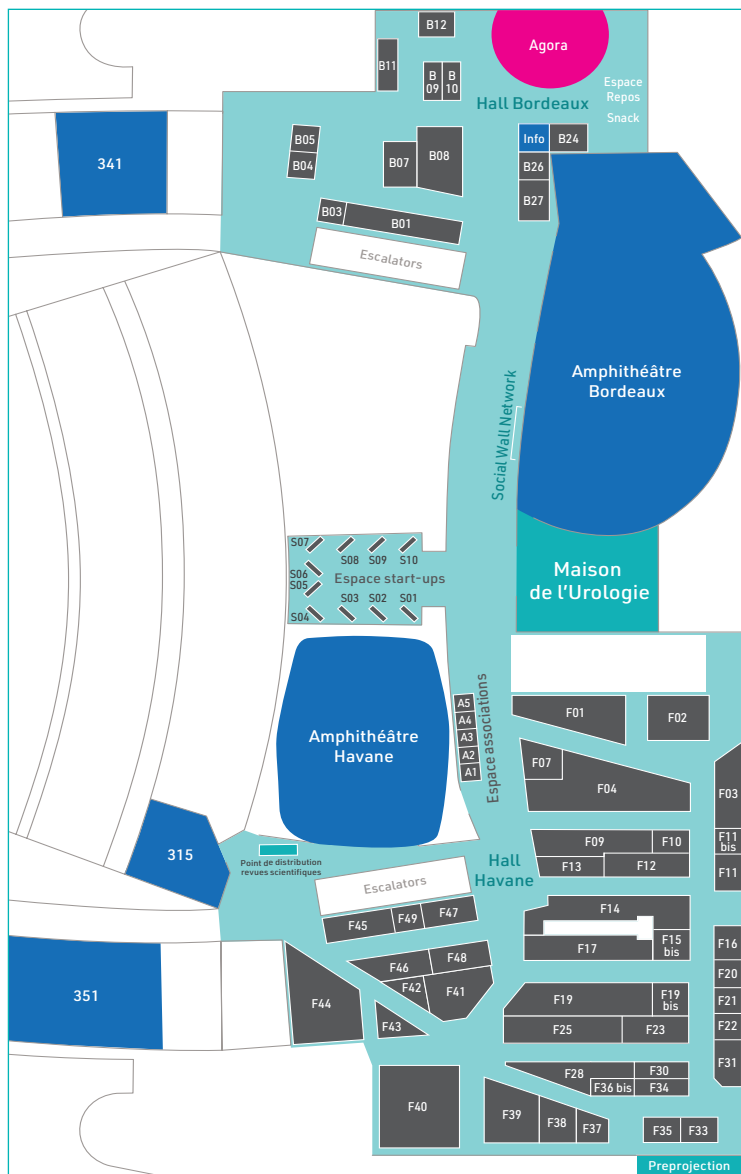 B12
Agora
B11
B
09
B
10
Espace
Repos
Snack
Hall Bordeaux
341
B05
B04
B07
B08
Info
B24
B26
B27
B03
B01
Escalators
Amphithéâtre
Bordeaux
Social Wall Network
S07
S08
S09
S10
S06
S05
Espace start-ups
S04
S03
S02
S01
Maison
de l'Urologie
Amphithéâtre
Havane
A5
A4
A3
A2
A1
Espace associations
F01
F02
F07
F04
F03
F09
F10
F11
bis
F13
F12
F11
315
Point de distribution
revues scientifiques
Hall
Havane
Escalators
F45
F49
F47
F14
F17
F15
bis
F16
F20
F21
F22
F31
351
F44
F46
F48
F42
F41
F43
F19
F19
bis
F25
F23
F28
F30
F36 bis
F34
F40
F39
F38
F37
F35
F33
Preprojection